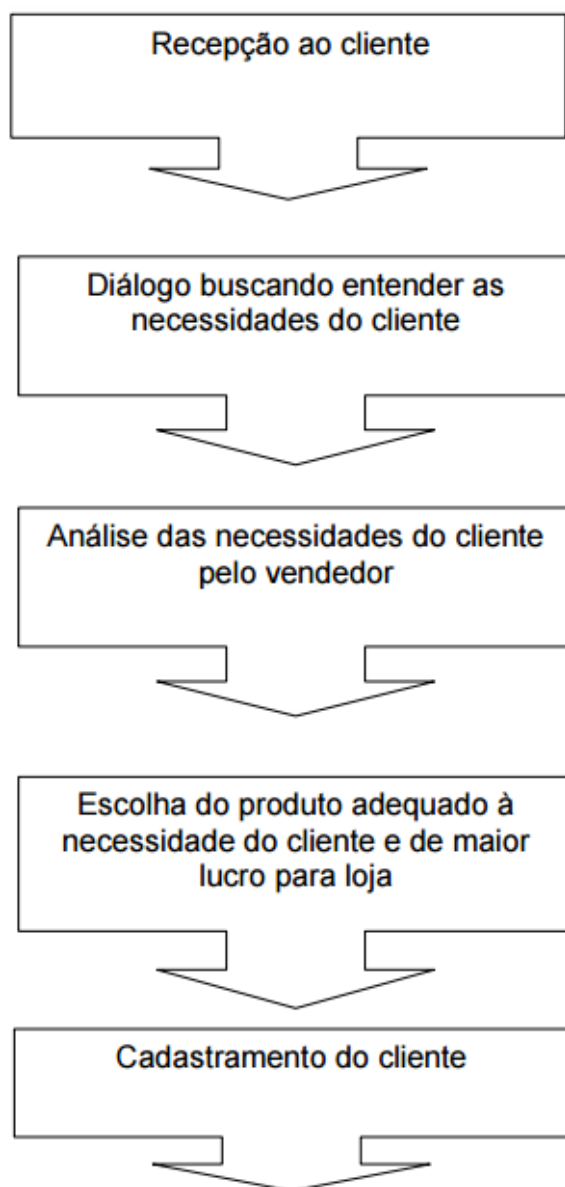 Recepção ao cliente
Diálogo buscando entender as
necessidades do cliente
Análise das necessidades do cliente
pelo vendedor
Escolha do produto adequado à
necessidade do cliente e de maior
lucro para loja
Cadastramento do cliente